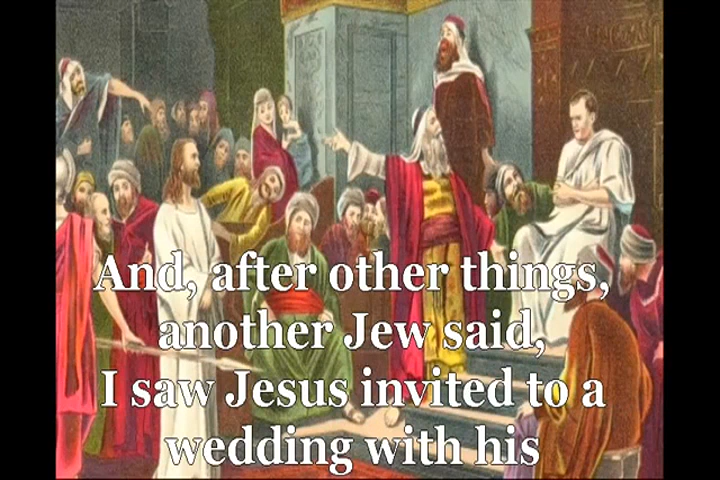 And, after other things,
another Jew said,
I saw Jesus invited to a
wedding with his